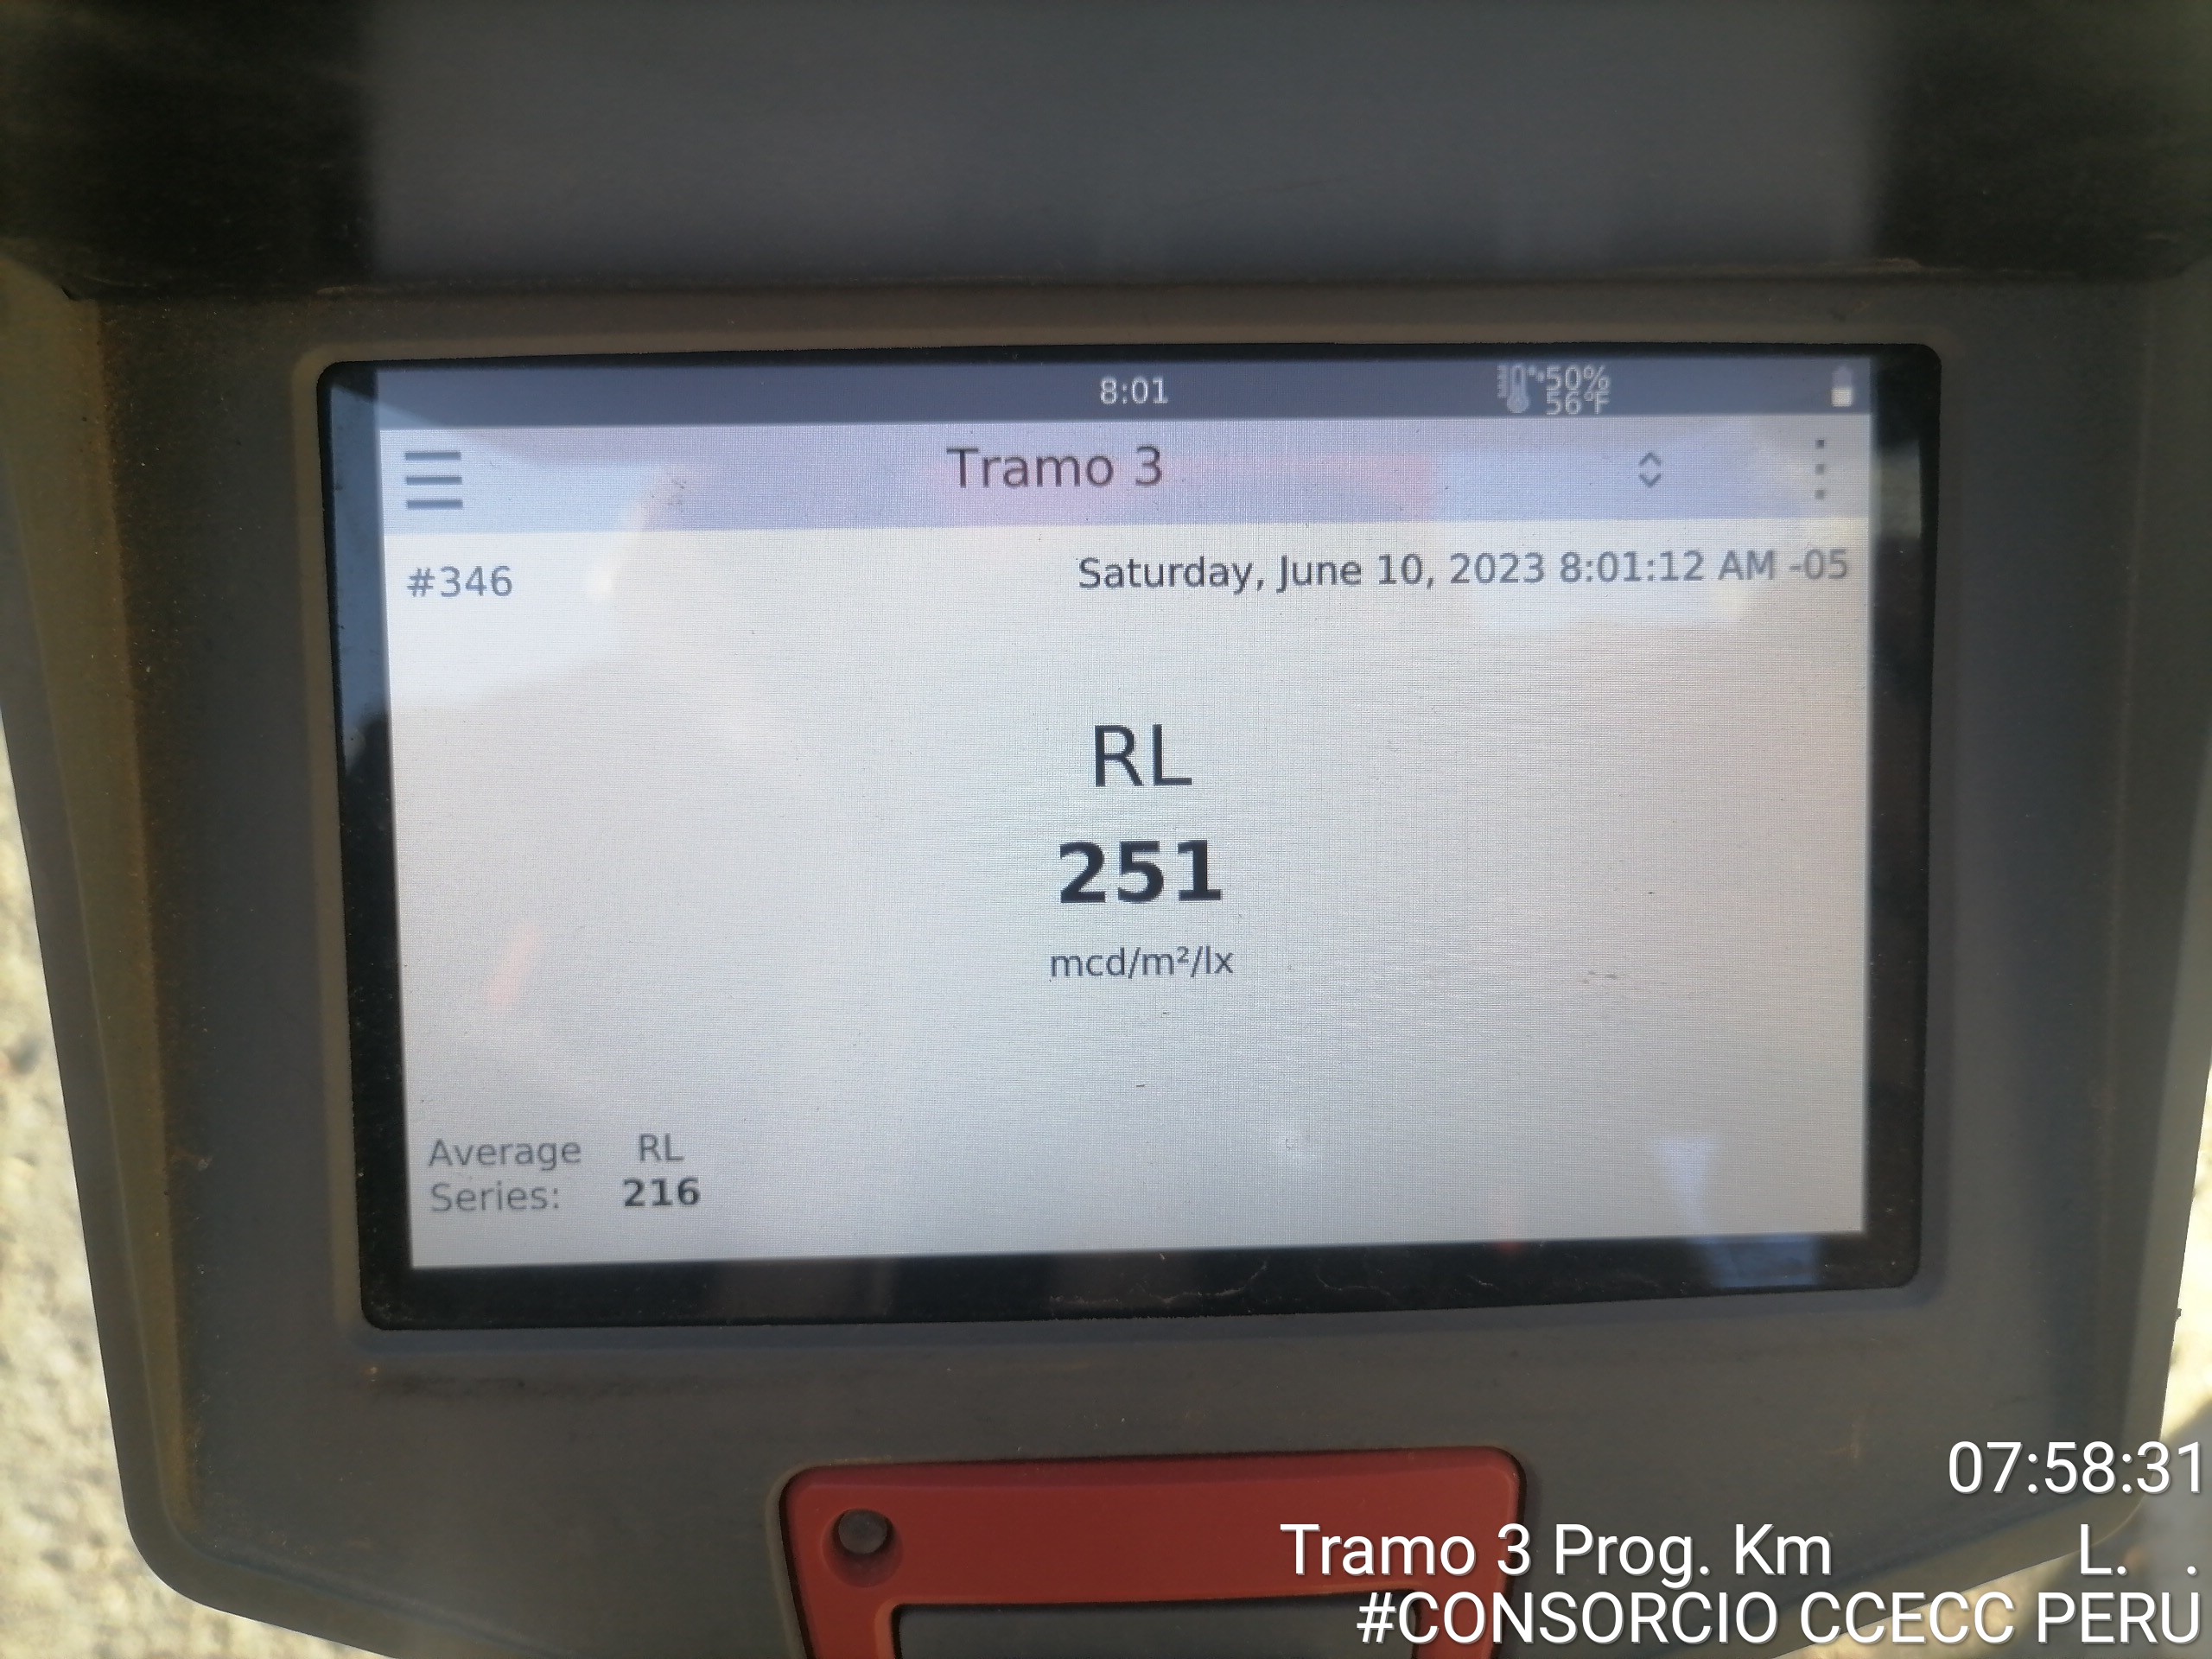 8:01
50%
56°F
Tramo 3
#346
Saturday, June 10, 2023 8:01:12 AM -05
RL
251
mcd/m²/lx
Average RL
Series: 216
07:58:31
Tramo 3 Prog. Km L. .
#CONSORCIO CCECC PERU